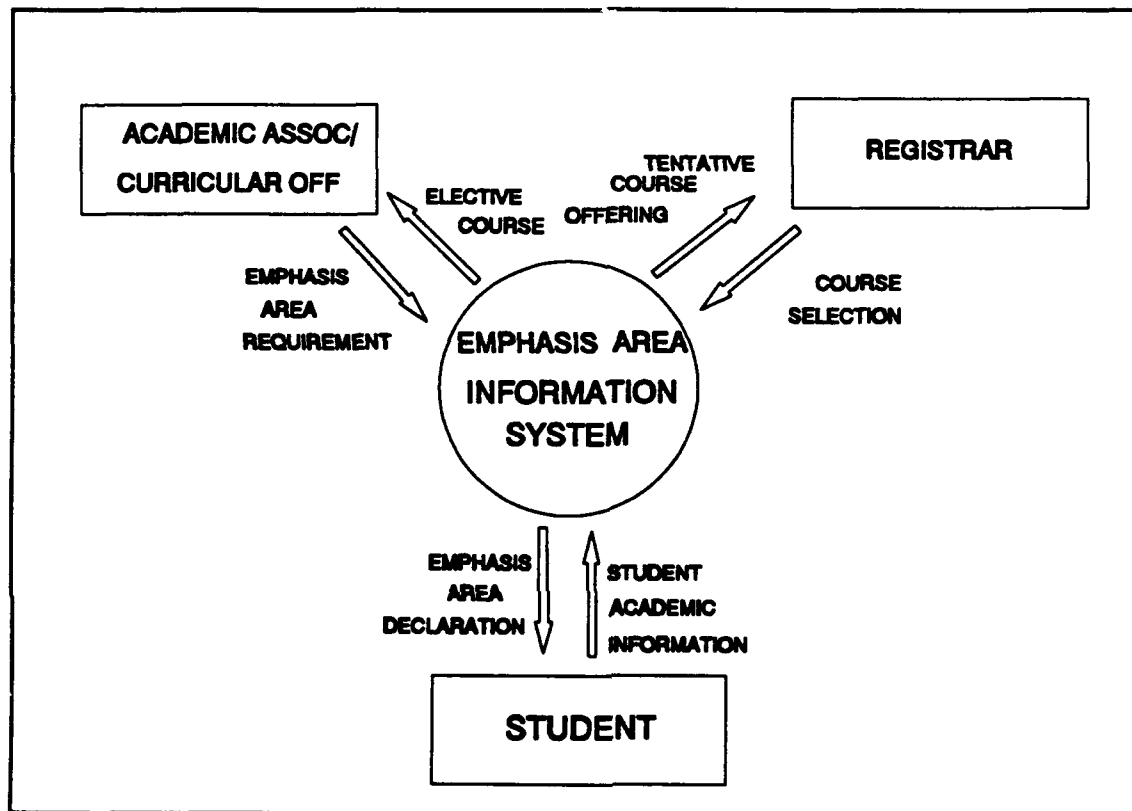 ACADEMIC ASSOC/
CURRICULAR OFF
REGISTRAR
ELECTIVE
COURSE
TENTATIVE
COURSE
OFFERING
EMPHASIS
AREA
REQUIREMENT
COURSE
SELECTION
EMPHASIS AREA
INFORMATION
SYSTEM
EMPHASIS
AREA
DECLARATION
STUDENT
ACADEMIC
INFORMATION
STUDENT